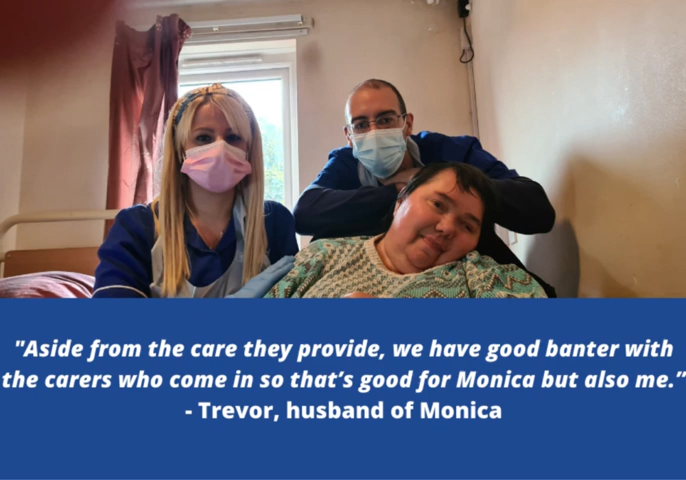 "Aside from the care they provide, we have good banter with
the carers who come in so that’s good for Monica but also me.”
- Trevor, husband of Monica